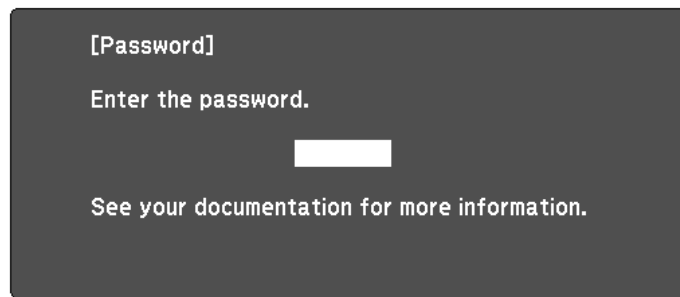 [Password]
Enter the password.
See your documentation for more information.